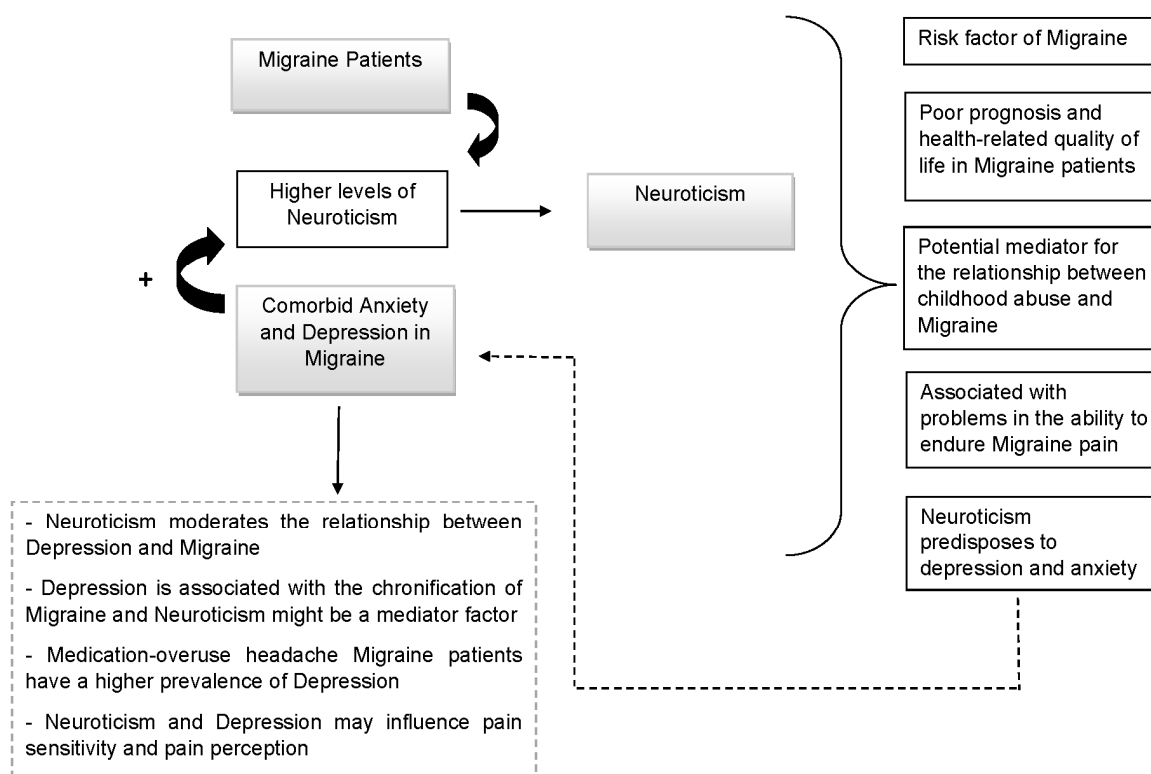 Migraine Patients
Higher levels of
Neuroticism
+
Comorbid Anxiety
and Depression in
Migraine
- Neuroticism moderates the relationship between
Depression and Migraine
- Depression is associated with the chronification of
Migraine and Neuroticism might be a mediator factor
- Medication-overuse headache Migraine patients
have a higher prevalence of Depression
- Neuroticism and Depression may influence pain
sensitivity and pain perception
Neuroticism
Risk factor of Migraine
Poor prognosis and
health-related quality of
life in Migraine patients
Potential mediator for
the relationship between
childhood abuse and
Migraine
Associated with
problems in the ability to
endure Migraine pain
Neuroticism
predisposes to
depression and anxiety